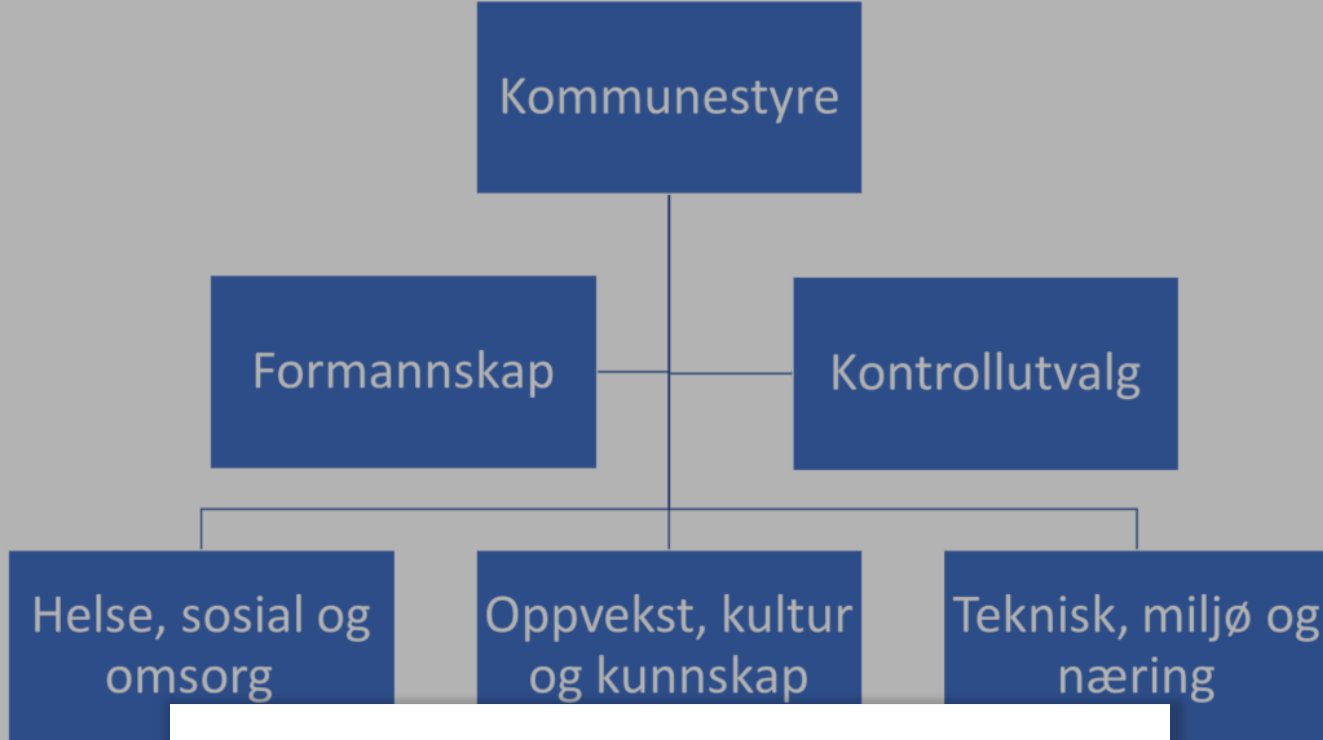 Kommunestyre
Formannskap
Kontrollutvalg
Helse, sosial og
omsorg
Oppvekst, kultur
og kunnskap
Teknisk, miljø og
næring